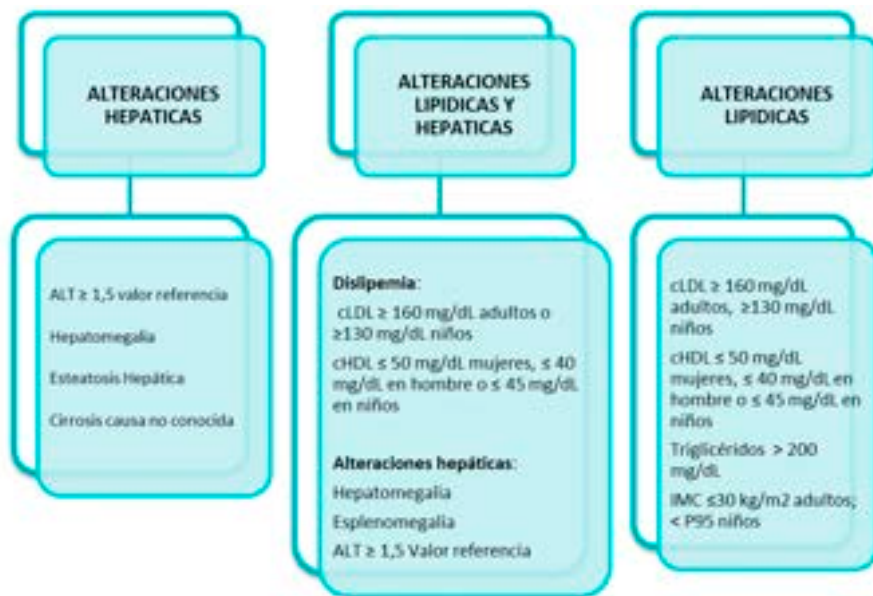 ALTERACIONES
HEPATICAS
ALT ≥ 1,5 valor referencia
Hepatomegalia
Esteatosis Hepática
Cirrosis causa no conocida
ALTERACIONES
LIPIDICAS Y
HEPATICAS
Dislipemia:
cLDL ≥ 160 mg/dL adultos o
≥130 mg/dL niños
cHDL ≤ 50 mg/dL mujeres, ≤ 40
mg/dL en hombre o ≤ 45 mg/dL
en niños
Alteraciones hepáticas:
Hepatomegalia
Esplenomegalia
ALT ≥ 1,5 Valor referencia
ALTERACIONES
LIPIDICAS
cLDL ≥ 160 mg/dL
adultos, ≥130 mg/dL
niños
cHDL ≤ 50 mg/dL
mujeres, ≤ 40 mg/dL en
hombre o ≤ 45 mg/dL en
niños
Triglicéridos > 200
mg/dL
IMC ≤30 kg/m2 adultos;
< P95 niños